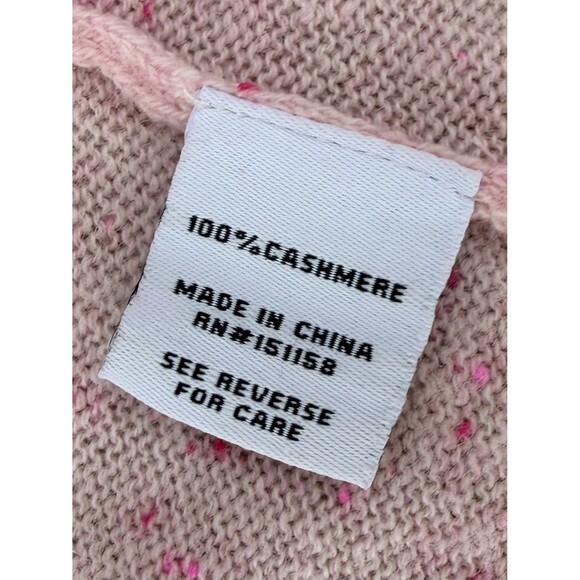 100%CASHMERE
MADE IN CHINA
RN#151158
SEE REVERSE
FOR CARE